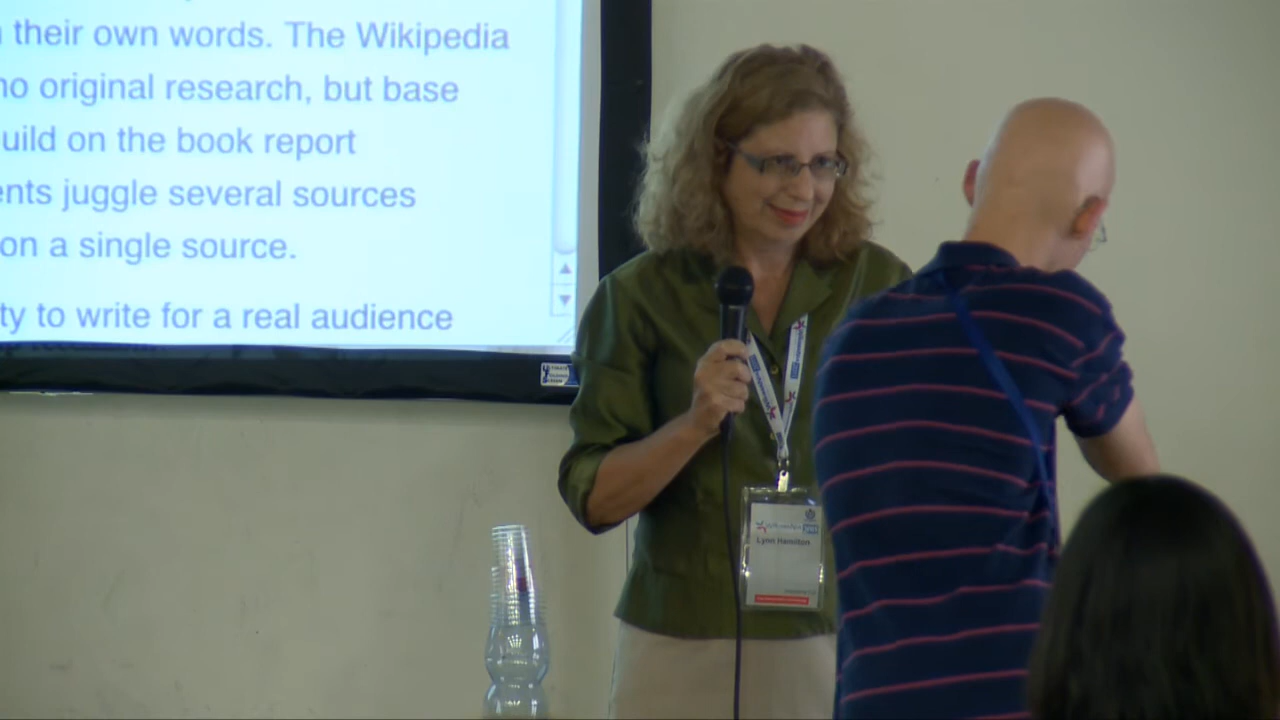 their own words. The Wikipedia
no original research, but base
uild on the book report
ents juggle several sources
on a single source.
ty to write for a real audience
Lynn Hamilton